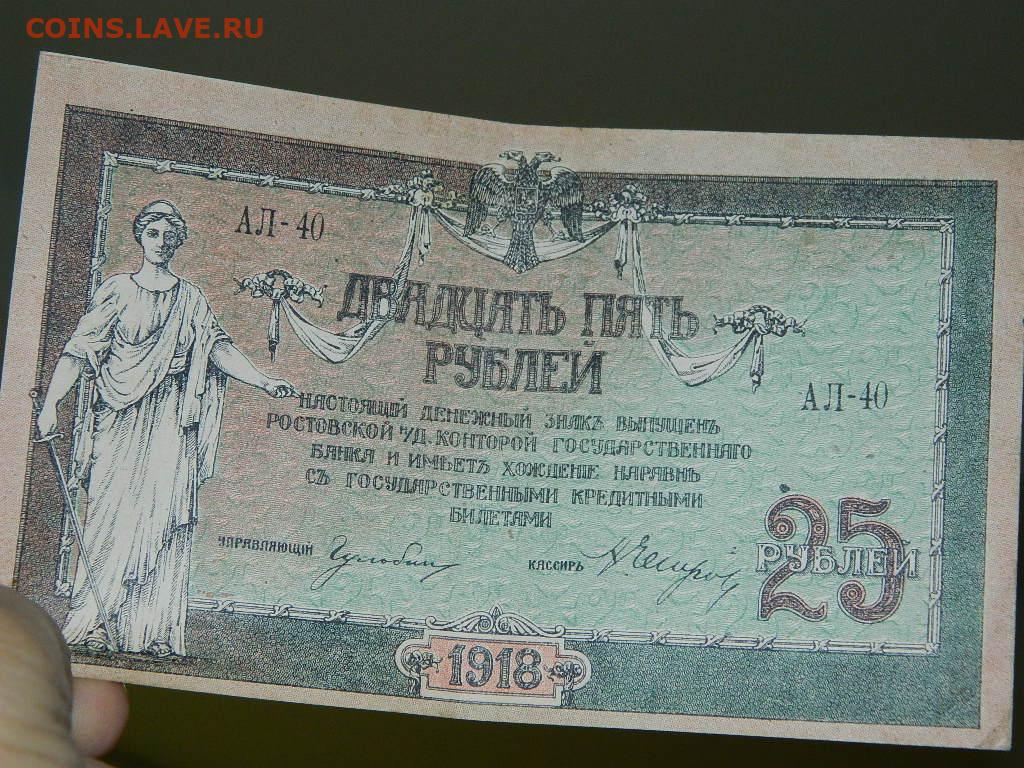 COINS.LAVE.RU
АЛ-40
ДВАДЦАТЬ ПЯТЬ
РУБЛЕЙ
АЛ-40
НАСТОЯЩІЙ ДЕНЕЖНЫЙ ЗНАКЪ ВЫПУЩЕНЪ
РОСТОВСКОЙ н/Д. КОНТОРОЙ ГОСУДАРСТВЕННАГО
БАНКА И ИМѢЕТЪ ХОЖДЕНІЕ НАРАВНѢ
СЪ ГОСУДАРСТВЕННЫМИ КРЕДИТНЫМИ
БИЛЕТАМИ
УПРАВЛЯЮЩІЙ
КАССИРЪ
25
РУБЛЕЙ
1918